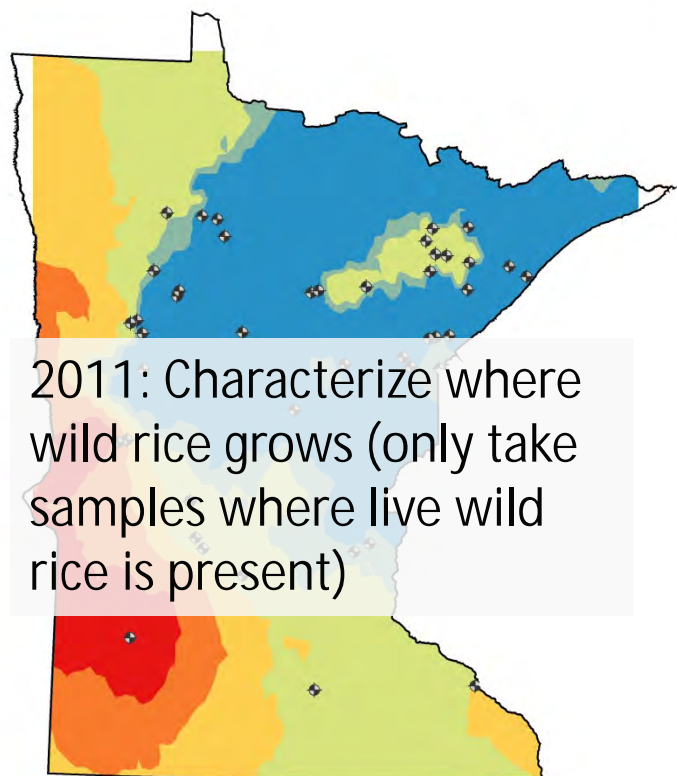 2011: Characterize where
wild rice grows (only take
samples where live wild
rice is present)